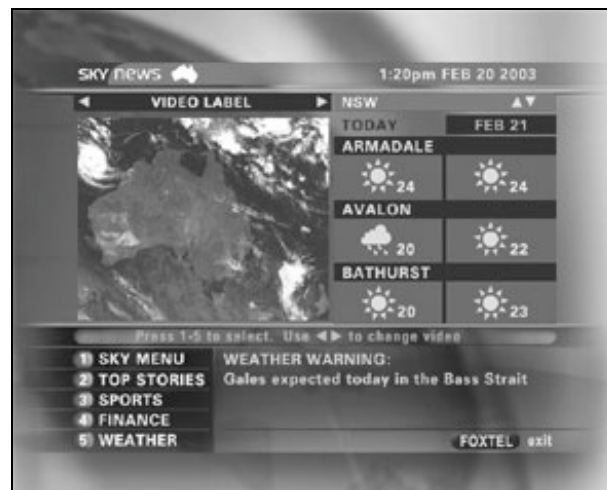 sky news
1:20pm FEB 20 2003
◀ VIDEO LABEL ▶
NSW ▲▼
TODAY FEB 21
ARMADALE
24 24
AVALON
20 22
BATHURST
20 23
Press 1-5 to select. Use ◀▶ to change video
1 SKY MENU
2 TOP STORIES
3 SPORTS
4 FINANCE
5 WEATHER
WEATHER WARNING:
Gales expected today in the Bass Strait
FOXTEL exit